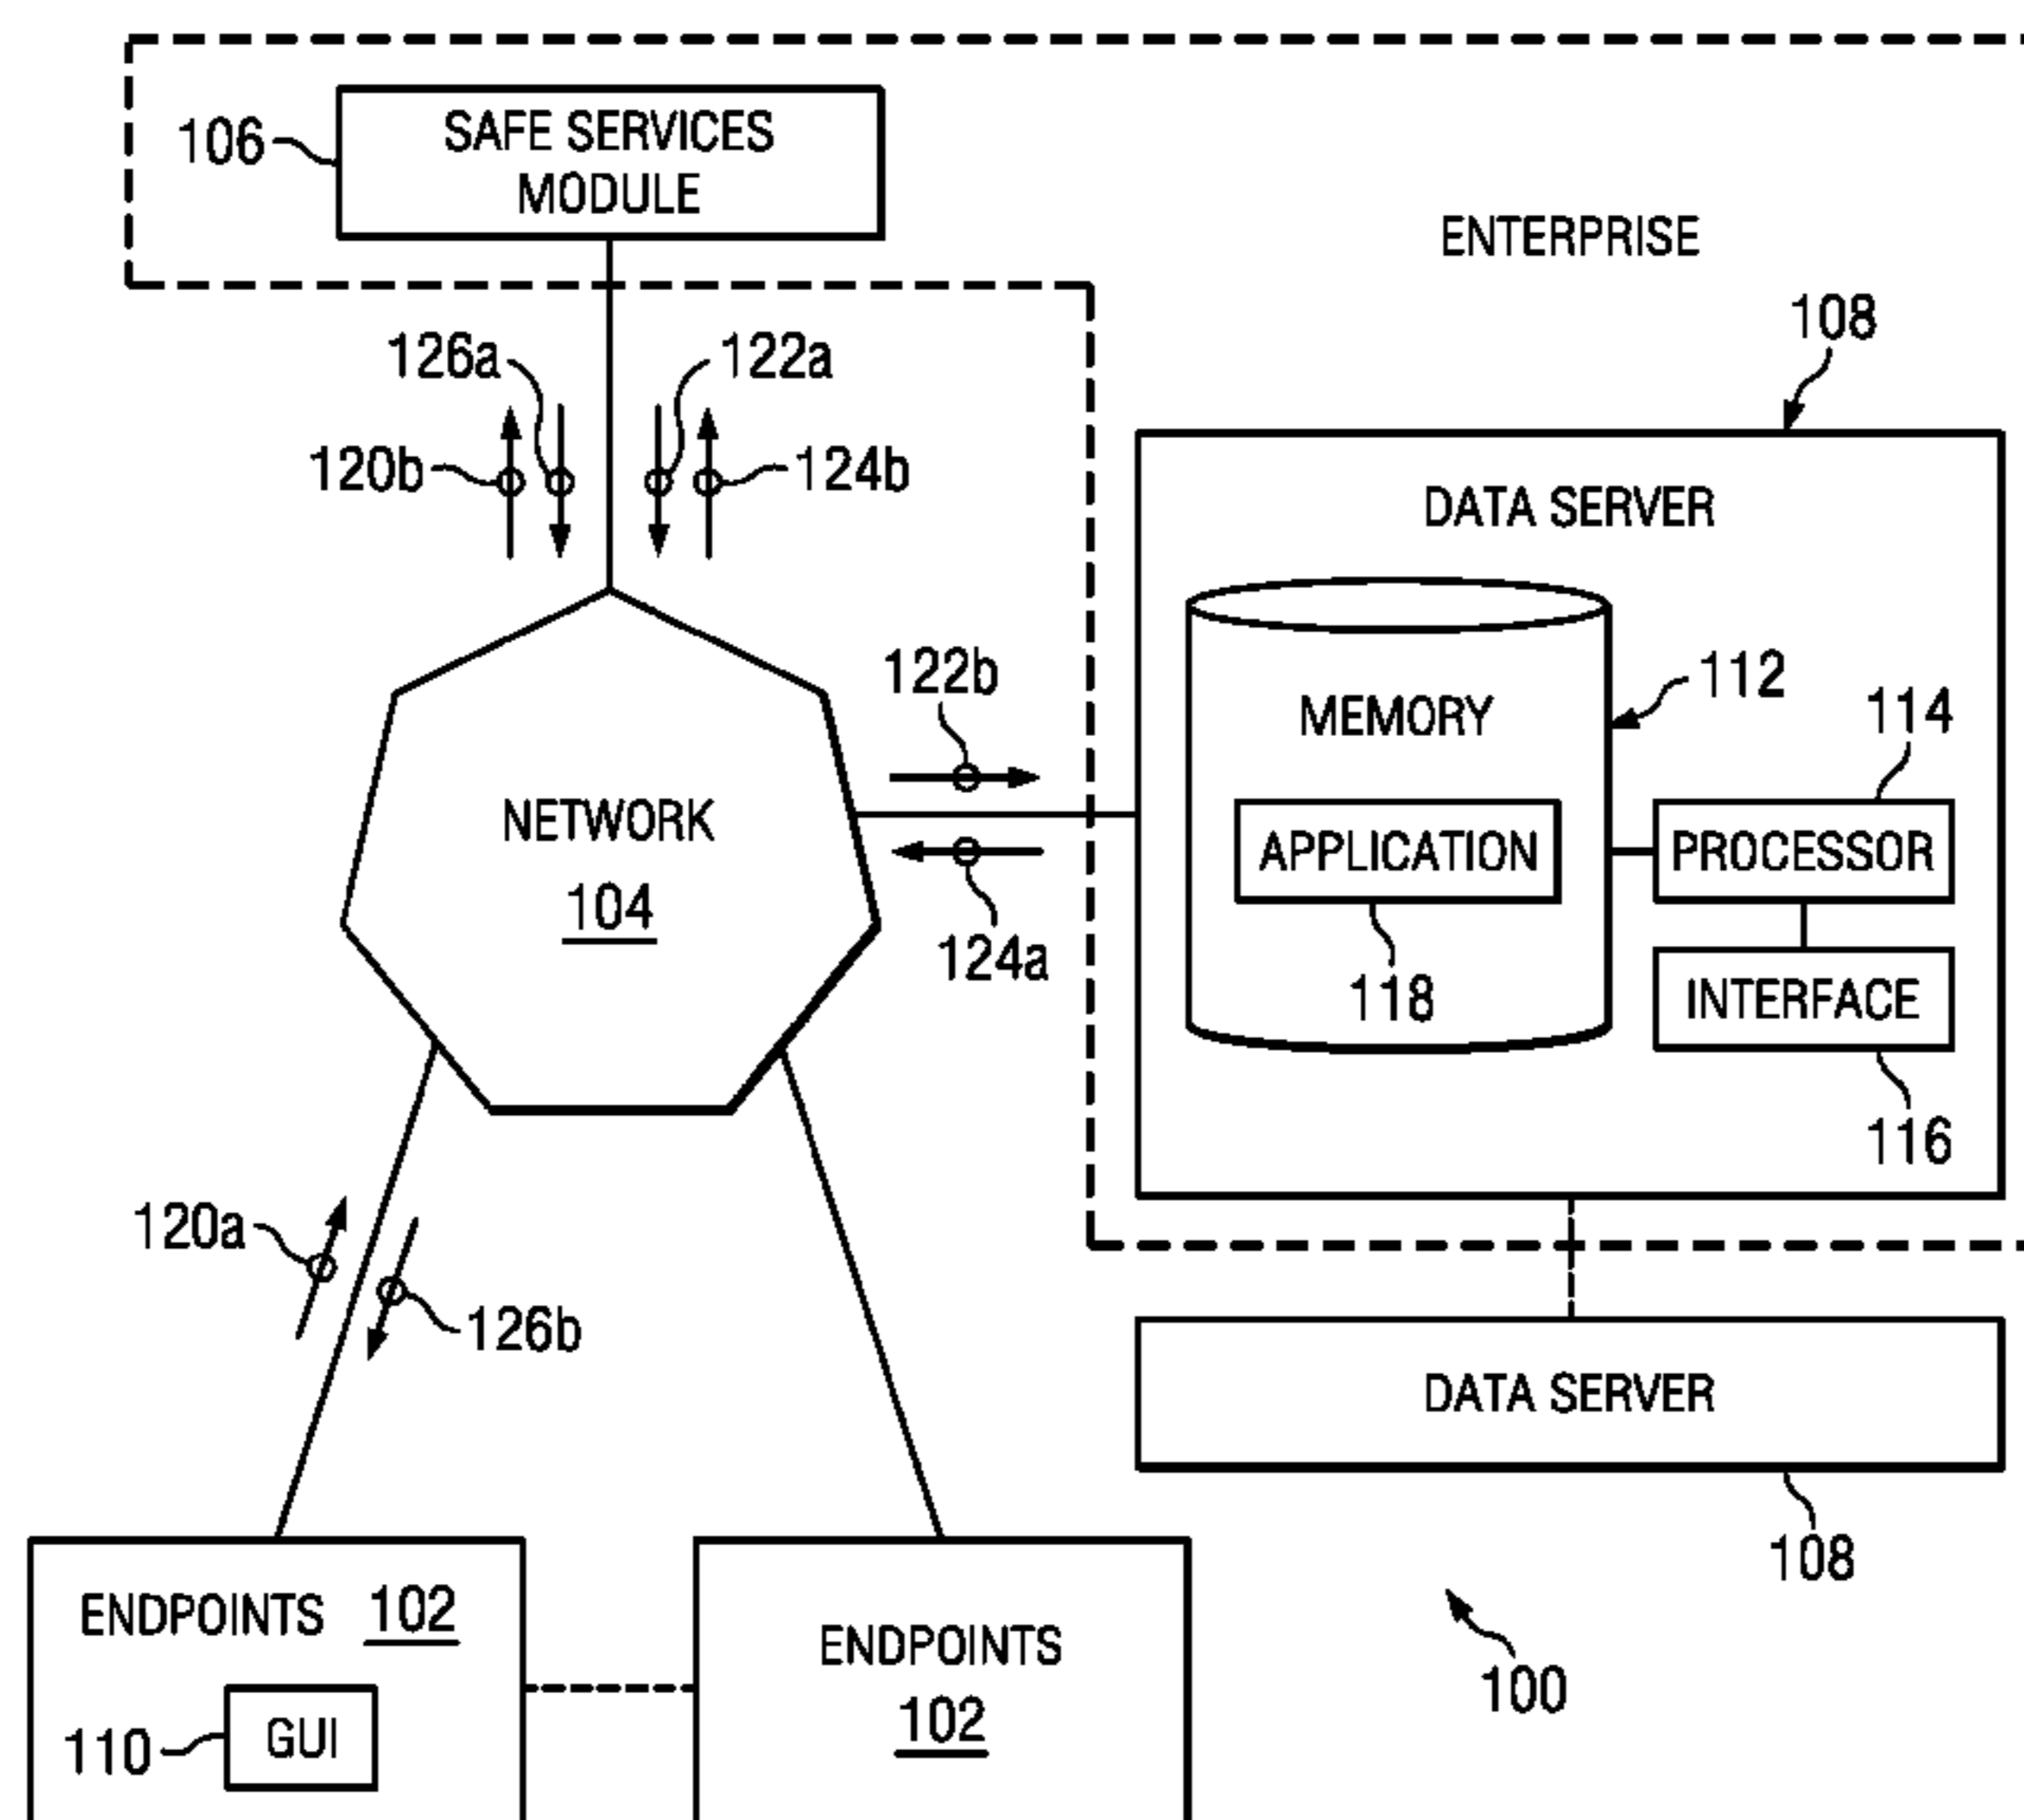 106
SAFE SERVICES
MODULE
ENTERPRISE
108
126a
122a
120b
124b
DATA SERVER
122b
MEMORY
112
114
NETWORK
104
APPLICATION
PROCESSOR
124a
118
INTERFACE
116
120a
126b
DATA SERVER
108
ENDPOINTS 102
ENDPOINTS
102
100
110
GUI